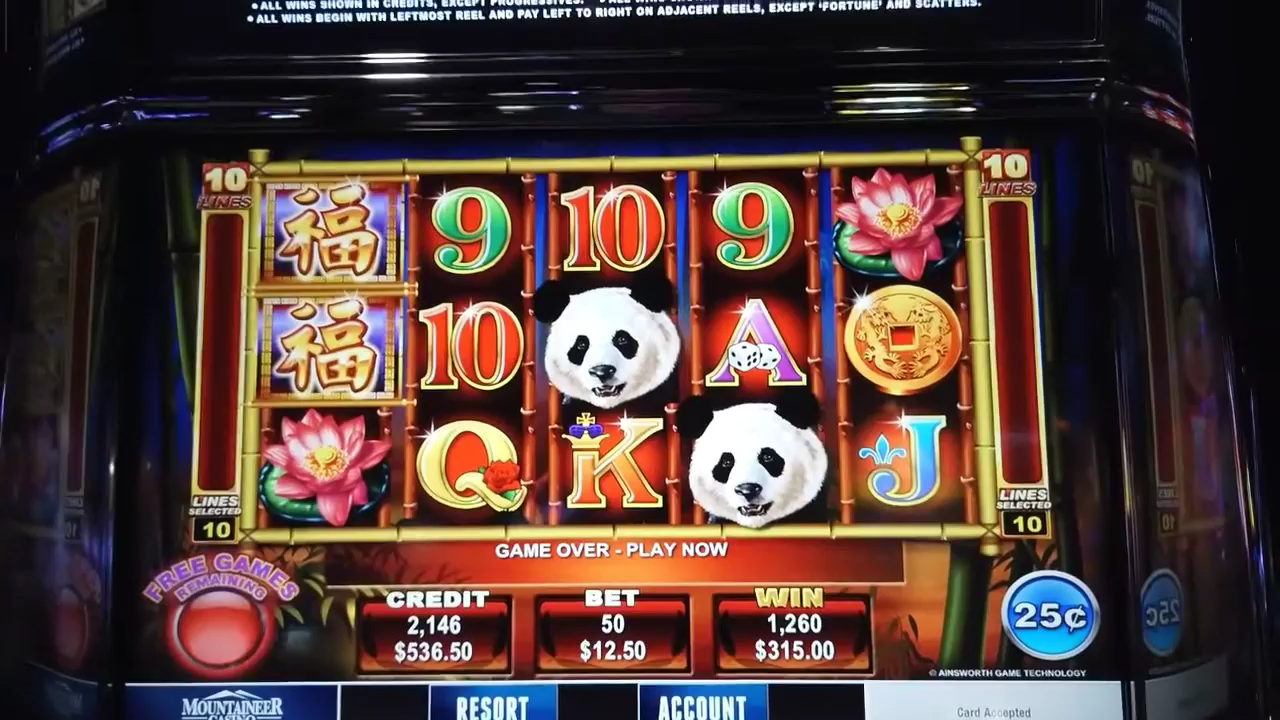 • ALL WINS SHOWN IN CREDITS, EXCEPT PROGRESSIVES. • ALL WINS
• ALL WINS BEGIN WITH LEFTMOST REEL AND PAY LEFT TO RIGHT ON ADJACENT REELS, EXCEPT 'FORTUNE' AND SCATTERS.
10 LINES
福 9 10 9
10 LINES
福 10 A
Q K J
LINES SELECTED 10
LINES SELECTED 10
GAME OVER - PLAY NOW
FREE GAMES
REMAINING
CREDIT
2,146
$536.50
BET
50
$12.50
WIN
1,260
$315.00
25¢
© AINSWORTH GAME TECHNOLOGY
MOUNTAINEER
CASINO
RESORT
ACCOUNT
Card Accepted